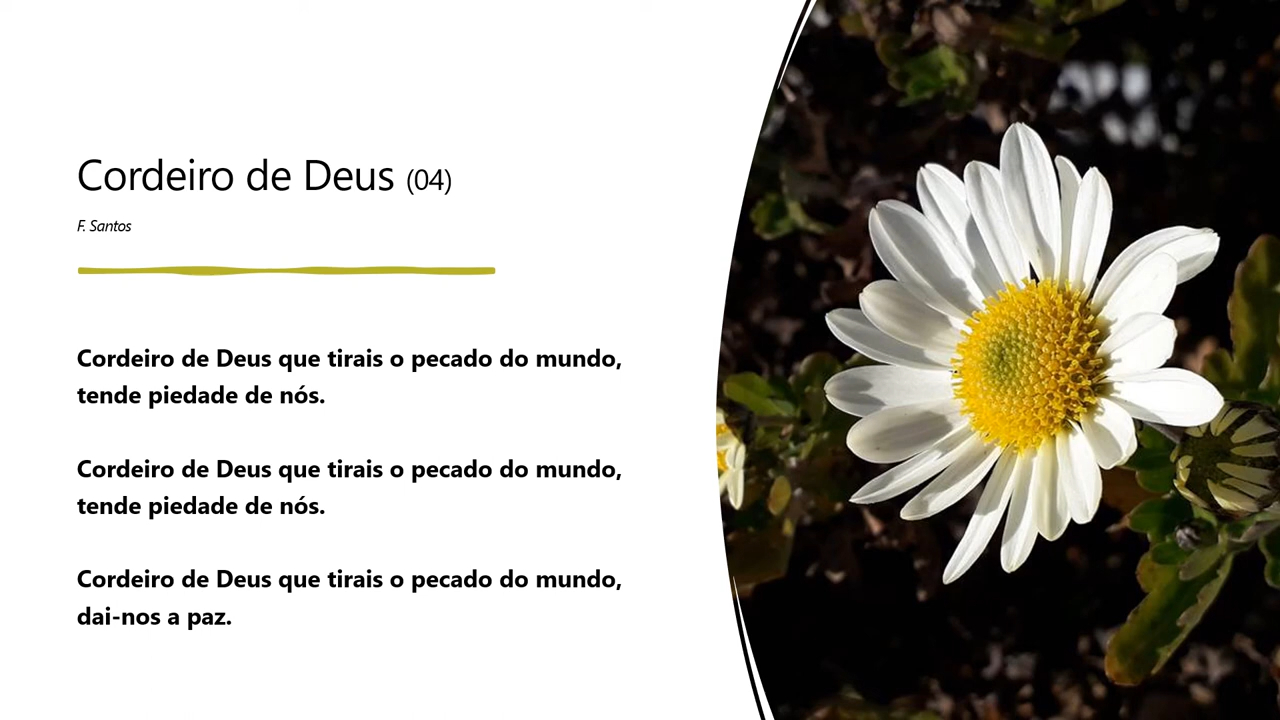 Cordeiro de Deus (04)
F. Santos
Cordeiro de Deus que tirais o pecado do mundo,
tende piedade de nós.
Cordeiro de Deus que tirais o pecado do mundo,
tende piedade de nós.
Cordeiro de Deus que tirais o pecado do mundo,
dai-nos a paz.